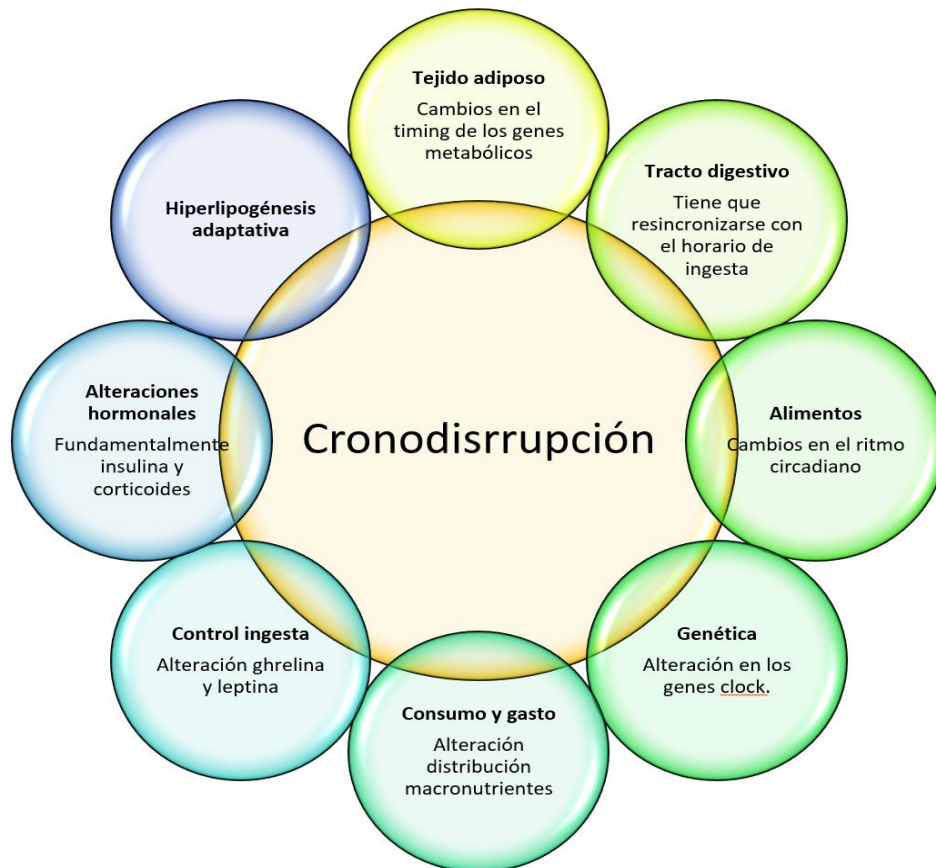 Tejido adiposo
Cambios en el
timing de los genes
metabólicos
Tracto digestivo
Tiene que
resincronizarse con
el horario de
ingesta
Alimentos
Cambios en el ritmo
circadiano
Genética
Alteración en los
genes clock.
Consumo y gasto
Alteración
distribución
macronutrientes
Control ingesta
Alteración ghrelina
y leptina
Alteraciones
hormonales
Fundamentalmente
insulina y
corticoides
Hiperlipogénesis
adaptativa
Cronodisrrupción